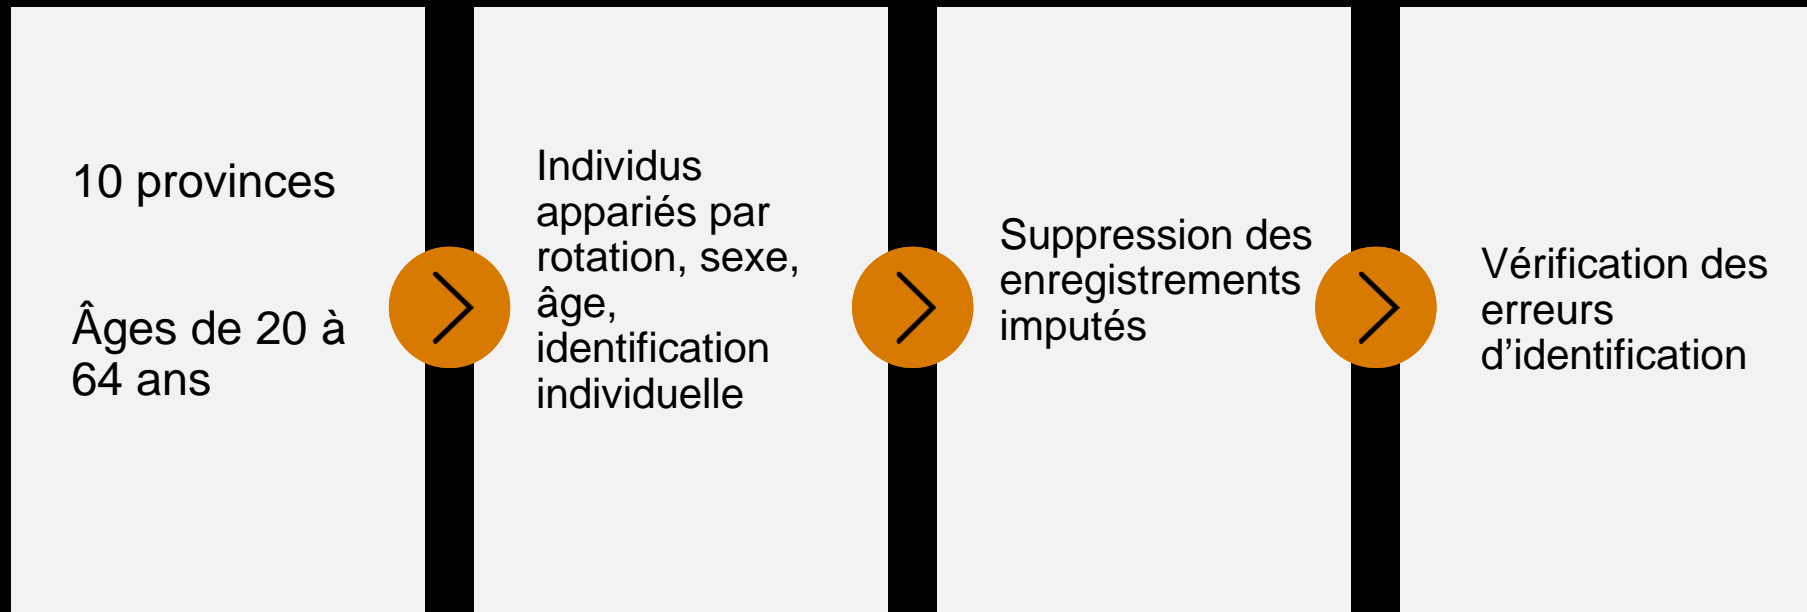 10 provinces
Âges de 20 à
64 ans
Individus
appariés par
rotation, sexe,
âge,
identification
individuelle
Suppression des
enregistrements
imputés
Vérification des
erreurs
d’identification